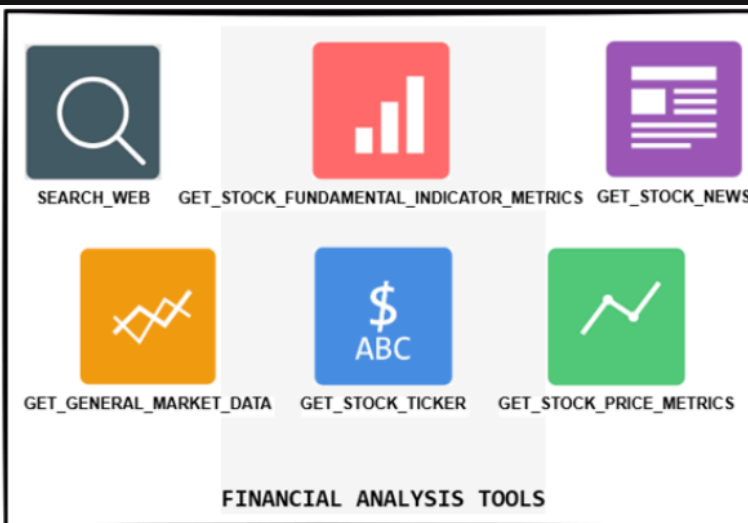 SEARCH_WEB
GET_STOCK_FUNDAMENTAL_INDICATOR_METRICS
GET_STOCK_NEWS
$
ABC
GET_GENERAL_MARKET_DATA
GET_STOCK_TICKER
GET_STOCK_PRICE_METRICS
FINANCIAL ANALYSIS TOOLS